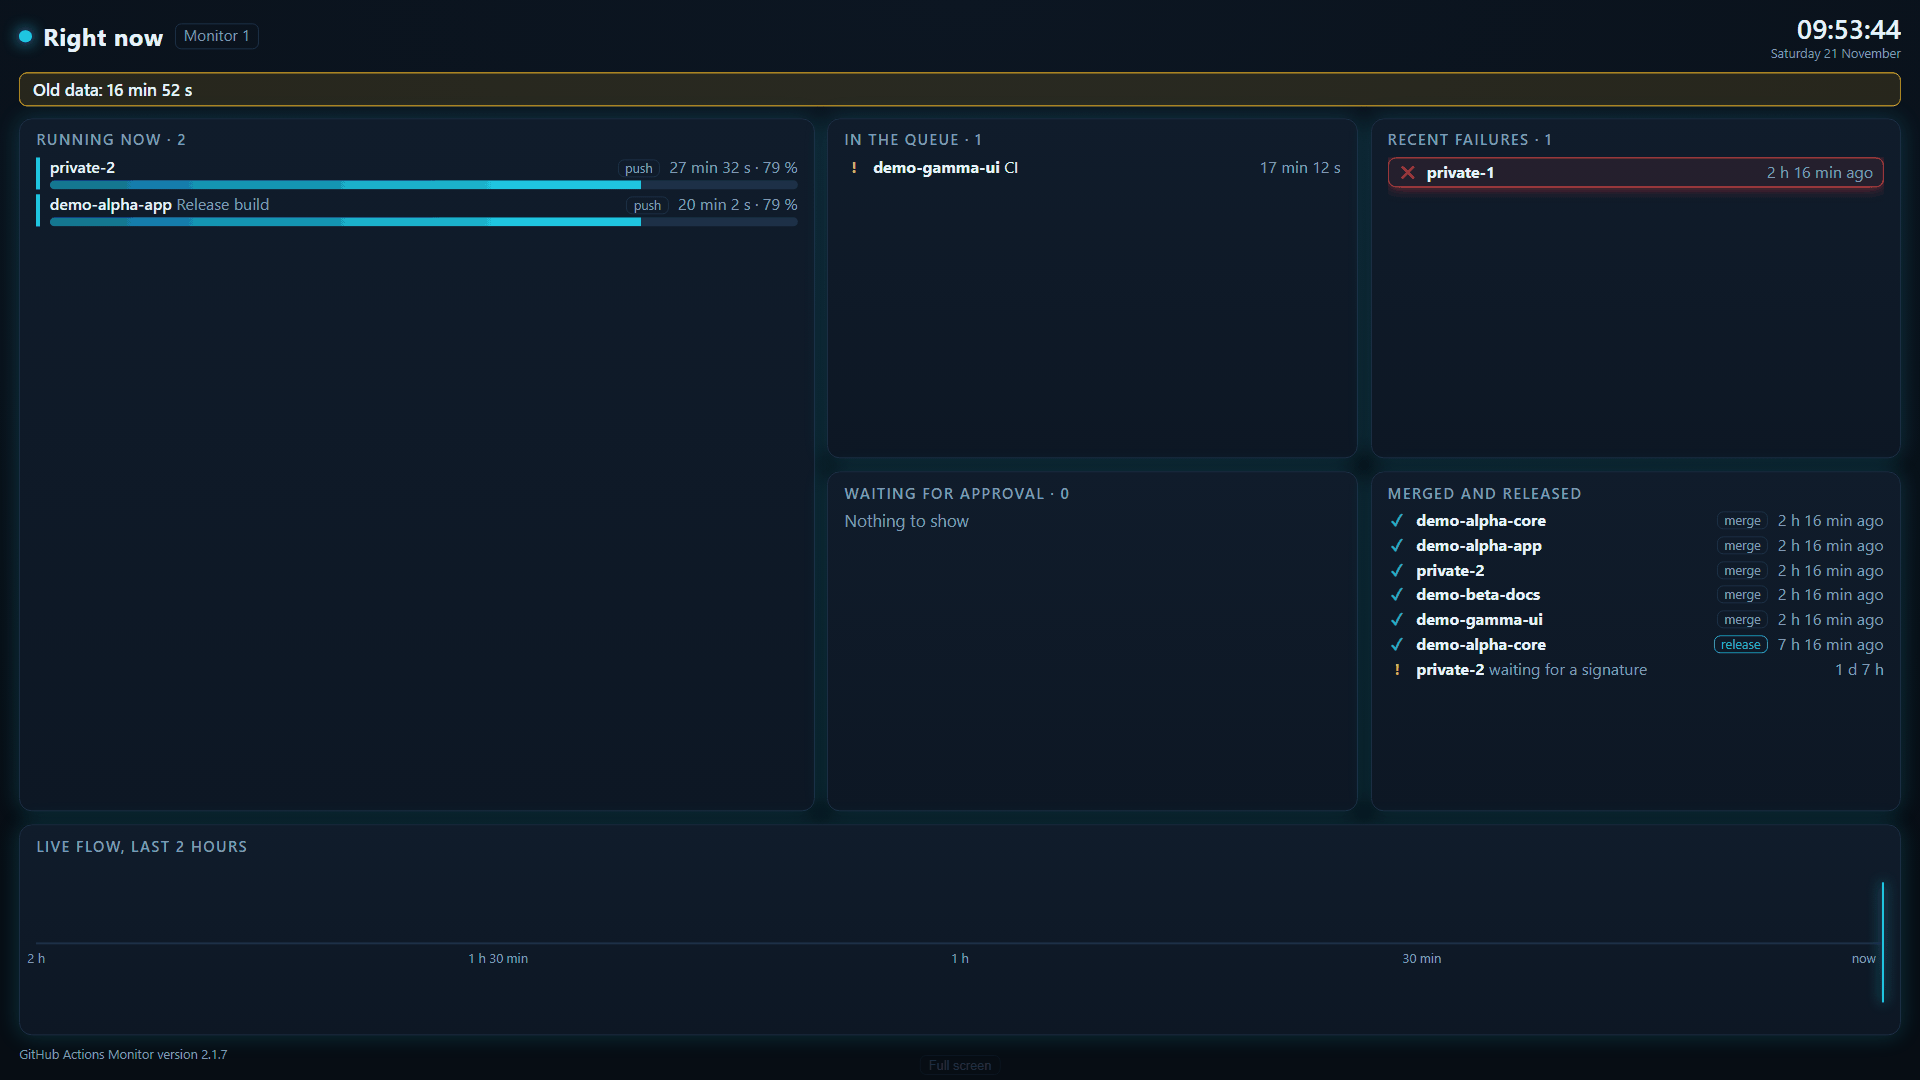 Right now
Monitor 1
09:53:44
Saturday 21 November
Old data: 16 min 52 s
RUNNING NOW · 2
private-2 push 27 min 32 s · 79 %
demo-alpha-app Release build push 20 min 2 s · 79 %
IN THE QUEUE · 1
! demo-gamma-ui CI 17 min 12 s
RECENT FAILURES · 1
private-1 2 h 16 min ago
WAITING FOR APPROVAL · 0
Nothing to show
MERGED AND RELEASED
demo-alpha-core merge 2 h 16 min ago
demo-alpha-app merge 2 h 16 min ago
private-2 merge 2 h 16 min ago
demo-beta-docs merge 2 h 16 min ago
demo-gamma-ui merge 2 h 16 min ago
demo-alpha-core release 7 h 16 min ago
! private-2 waiting for a signature 1 d 7 h
LIVE FLOW, LAST 2 HOURS
2 h 1 h 30 min 1 h 30 min now
GitHub Actions Monitor version 2.1.7
Full screen